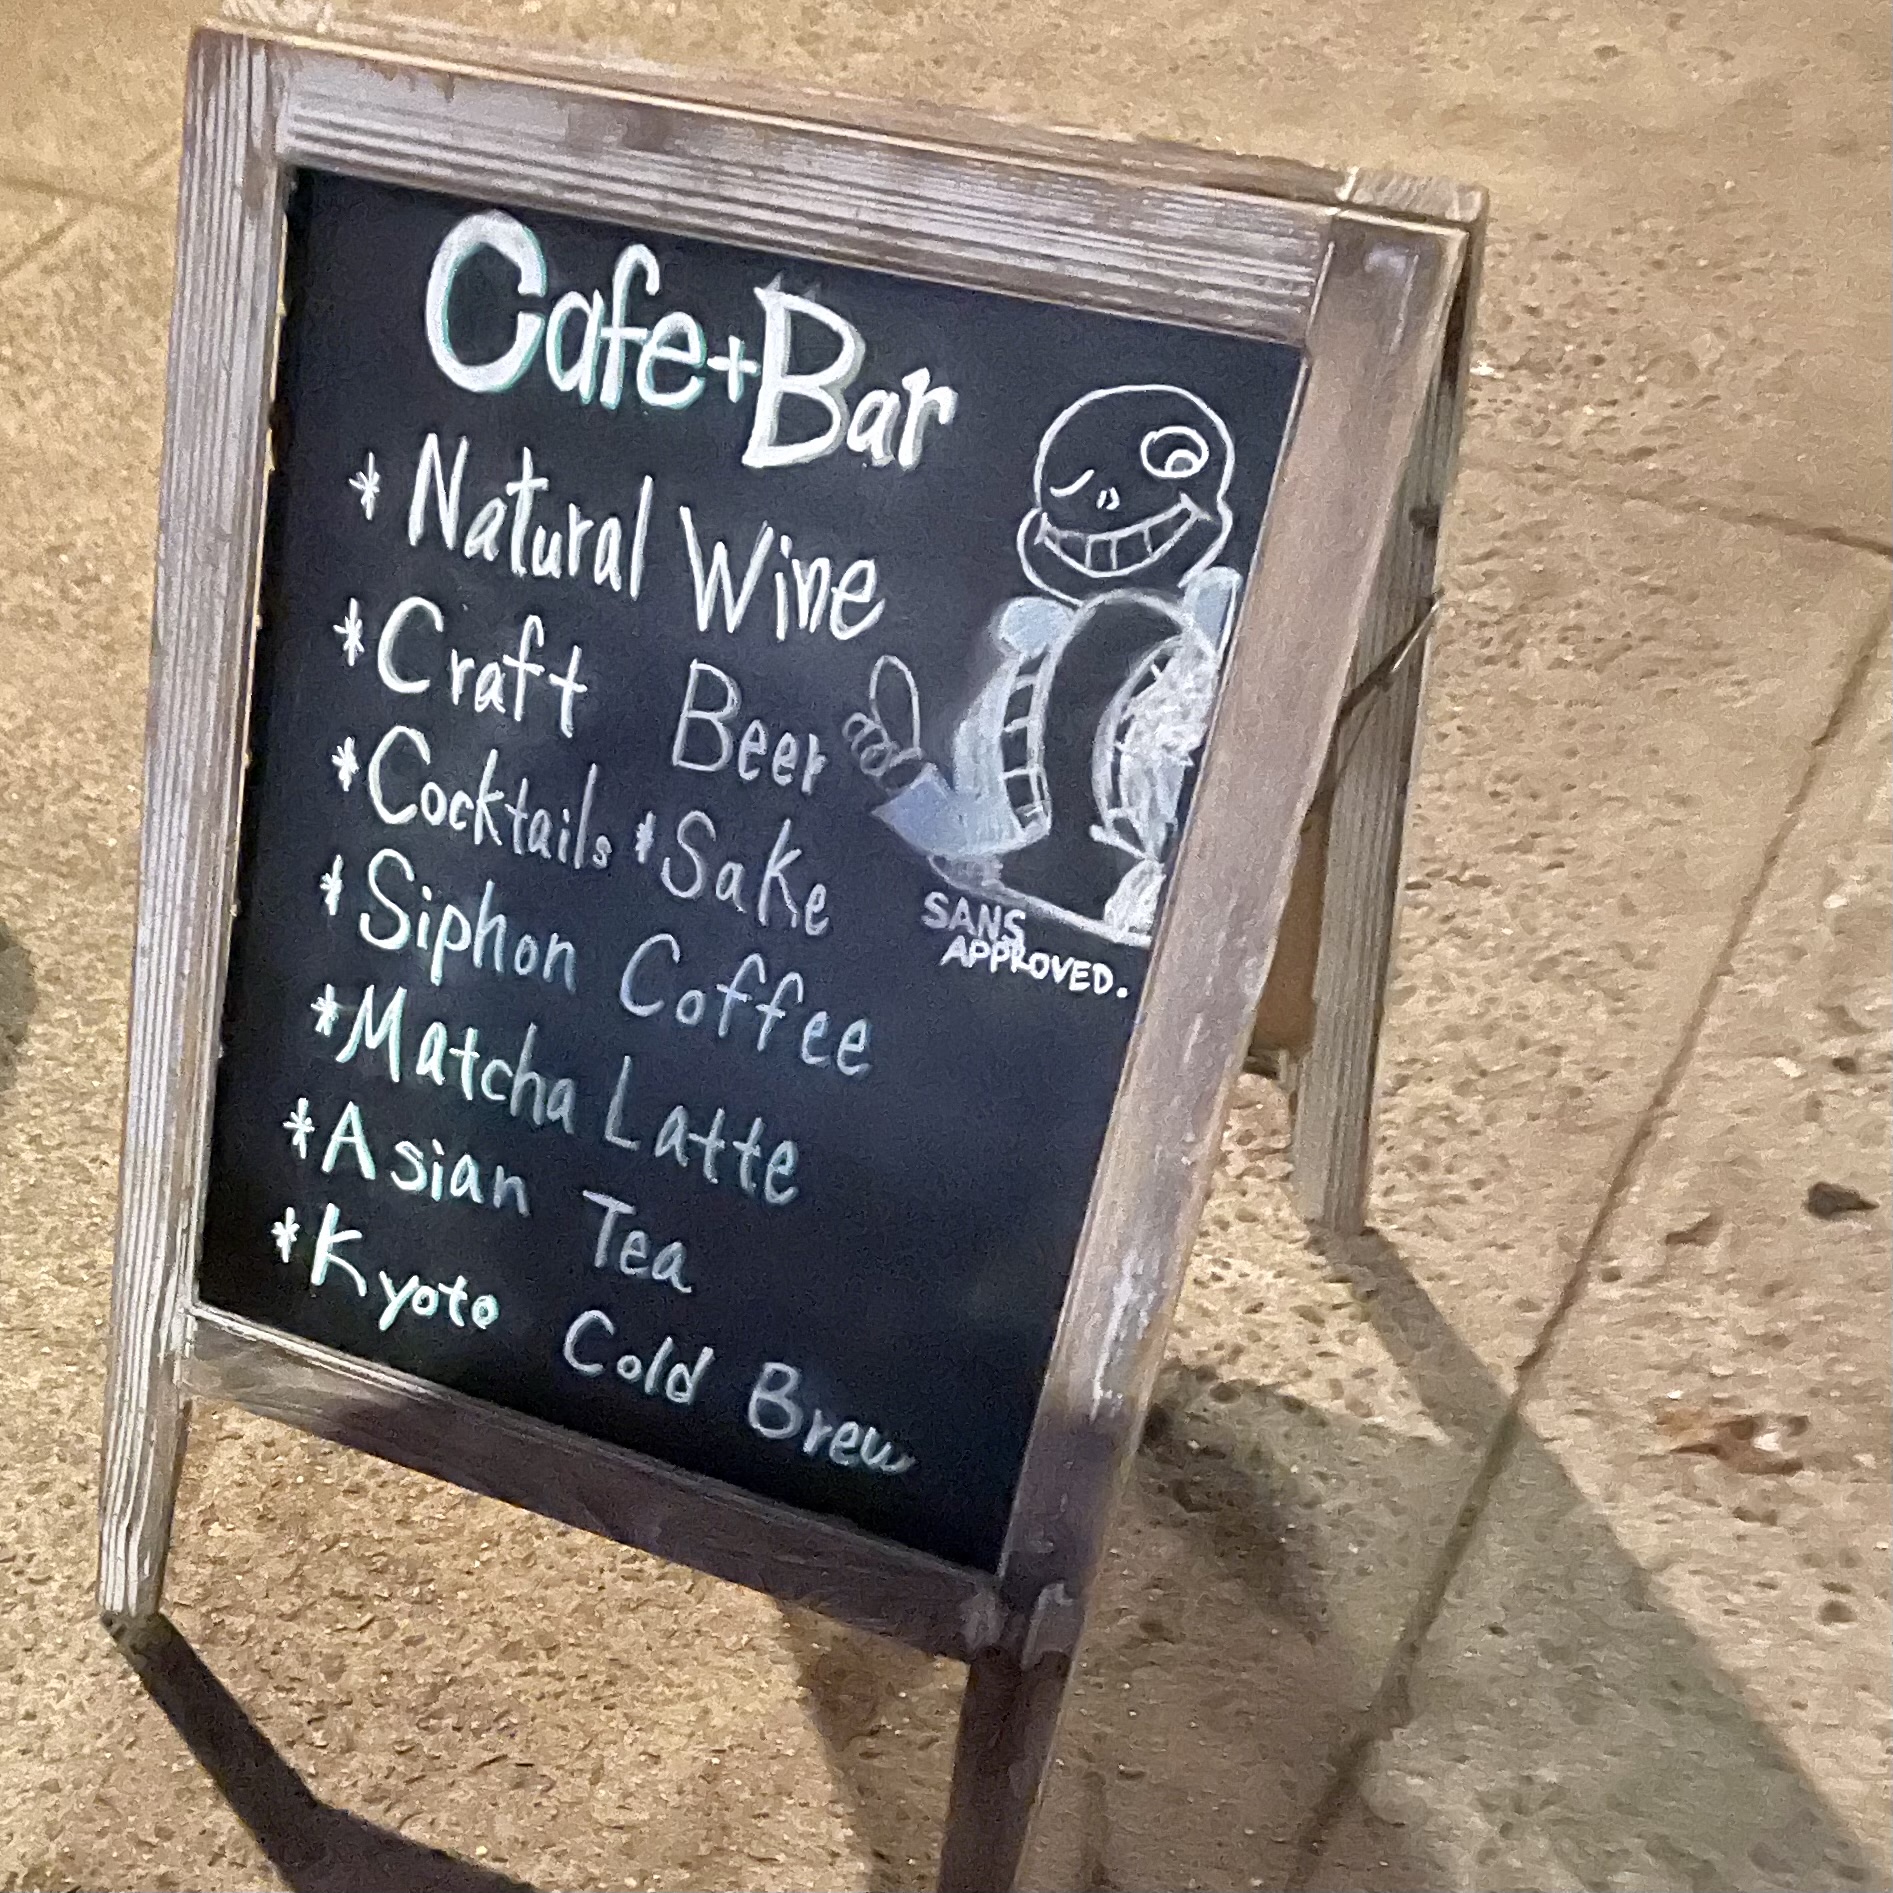 Cafe+Bar
* Natural Wine
* Craft Beer
* Cocktails * Sake
* Siphon Coffee
* Matcha Latte
* Asian Tea
* Kyoto Cold Brew
SANS
APPROVED.